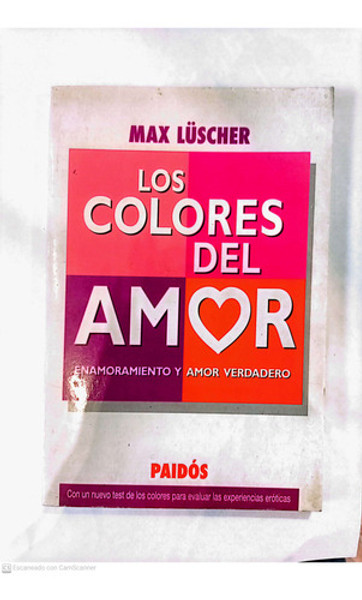 MAX LÜSCHER
LOS
COLORES
DEL
AMOR
ENAMORAMIENTO Y AMOR VERDADERO
PAIDÓS
Con un nuevo test de los colores para evaluar las experiencias eróticas
CS Escaneado con CamScanner